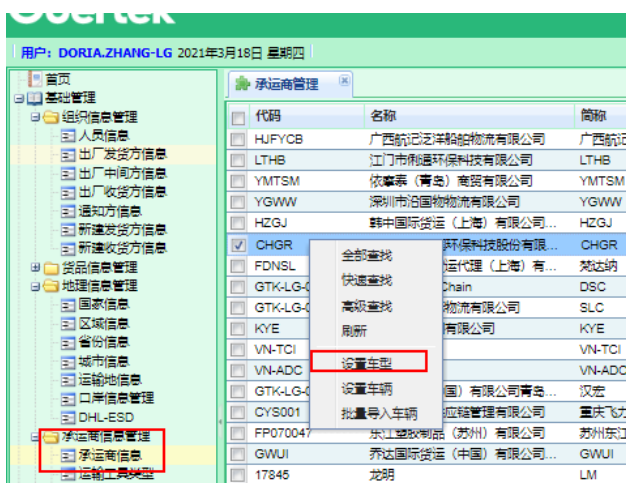 Goertek
用户: DORIA.ZHANG-LG 2021年3月18日 星期四
首页
基础管理
组织信息管理
人员信息
出厂发货方信息
出厂中间方信息
出厂收货方信息
通知方信息
新建发货方信息
新建收货方信息
货品信息管理
地理信息管理
国家信息
区域信息
省份信息
城市信息
运输地信息
口岸信息管理
DHL-ESD
承运商信息管理
承运商信息
运输工具类型
承运商管理
代码 名称 简称
HJFYCB 广西航记泛洋船舶物流有限公司 广西航记
LTHB 江门市俐通环保科技有限公司 LTHB
YMTSM 依摩泰（青岛）商贸有限公司 YMTSM
YGWW 深圳市沿国物物流有限公司 YGWW
HZGJ 韩中国际货运（上海）有限公司... HZGJ
CHGR 环保科技股份有限... CHGR
FDNSL 运代理（上海）有... 梵达纳
GTK-LG- Chain DSC
GTK-LG- 物流有限公司 SLC
KYE 有限公司 KYE
VN-TCI VN-TCI
VN-ADC VN-ADC
GTK-LG- 国）有限公司青岛... 汉宏
CYS001 应链管理有限公司 重庆飞力
FP070047 东江塑胶制品（苏州）有限公司 苏州东江
GWUI 乔达国际货运（中国）有限公司... GWUI
17845 龙明 LM
全部查找
快速查找
高级查找
刷新
设置车型
设置车辆
批量导入车辆